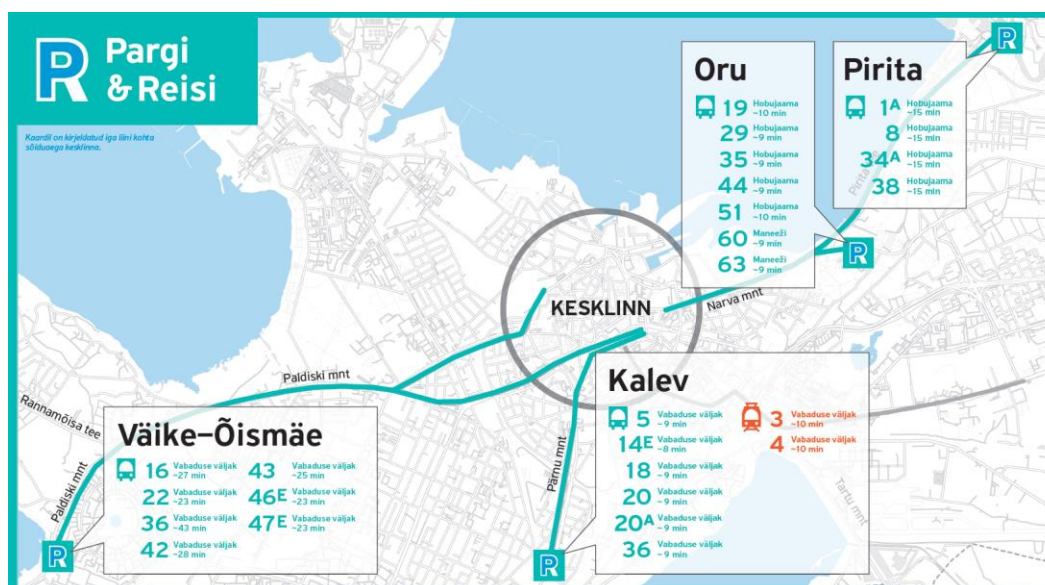 R Pargi
& Reisi
Kaardil on kirjeldatud iga liini kohta
sõiduaega kesklinna.
R
Oru
19 Hobujaama
~10 min
29 Hobujaama
~9 min
35 Hobujaama
~9 min
44 Hobujaama
~9 min
51 Hobujaama
~10 min
60 Maneeži
~9 min
63 Maneeži
~9 min
Pirita
1A Hobujaama
~15 min
8 Hobujaama
~15 min
34A Hobujaama
~15 min
38 Hobujaama
~15 min
R
KESKLINN
Narva mnt
Paldiski mnt
Rannamõisa tee
Paldiski mnt
Pärnu mnt
Tartu mnt
Väike-Õismäe
16 Vabaduse väljak
~27 min
22 Vabaduse väljak
~23 min
36 Vabaduse väljak
~43 min
42 Vabaduse väljak
~28 min
43 Vabaduse väljak
~25 min
46E Vabaduse väljak
~23 min
47E Vabaduse väljak
~23 min
R
Kalev
5 Vabaduse väljak
~9 min
14E Vabaduse väljak
~8 min
18 Vabaduse väljak
~9 min
20 Vabaduse väljak
~9 min
20A Vabaduse väljak
~9 min
36 Vabaduse väljak
~9 min
3 Vabaduse väljak
~10 min
4 Vabaduse väljak
~10 min
R